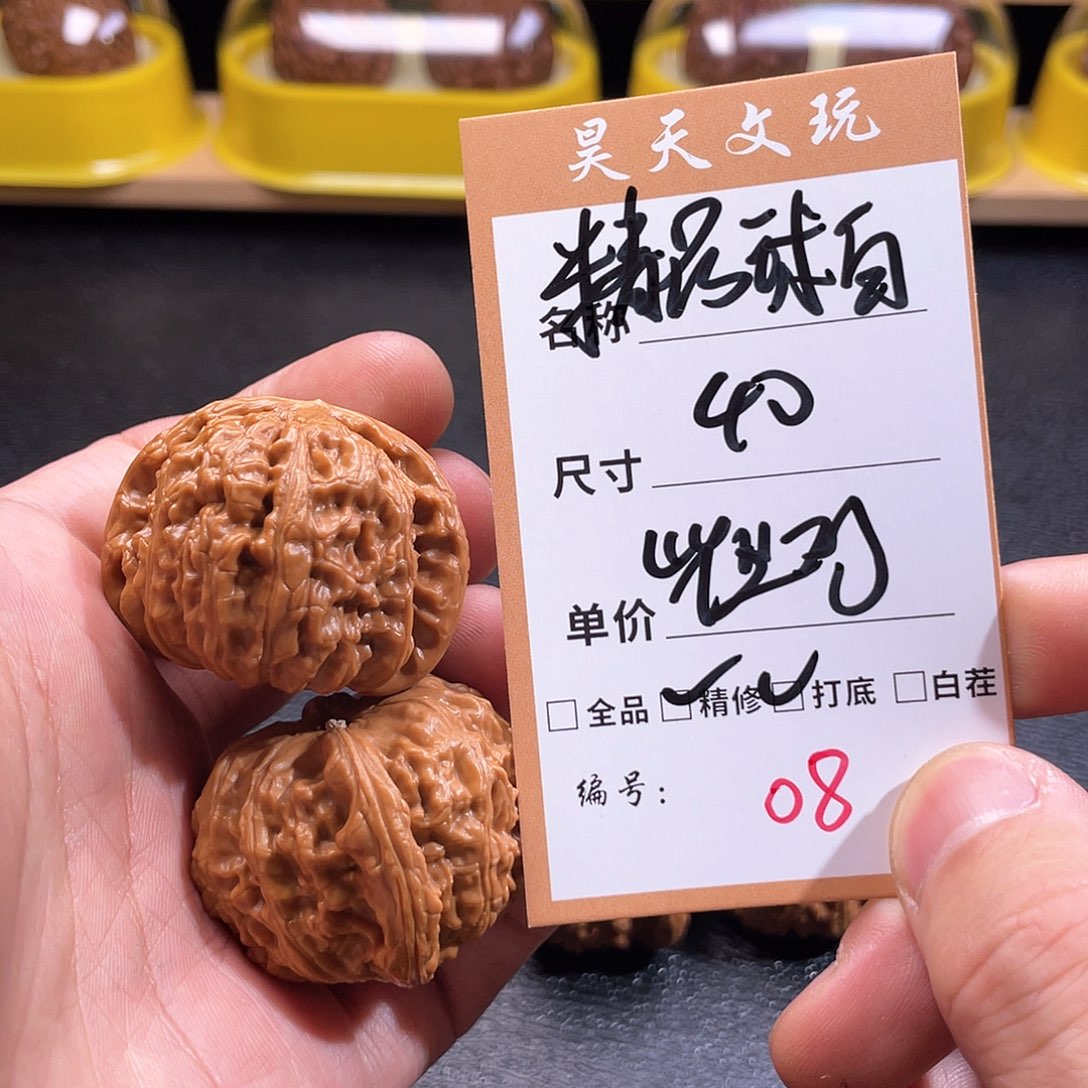 昊天文玩
名称 精品
尺寸 40
单价
□ 全品 □ 精修 □ 打底 □ 白茬
编号: 08